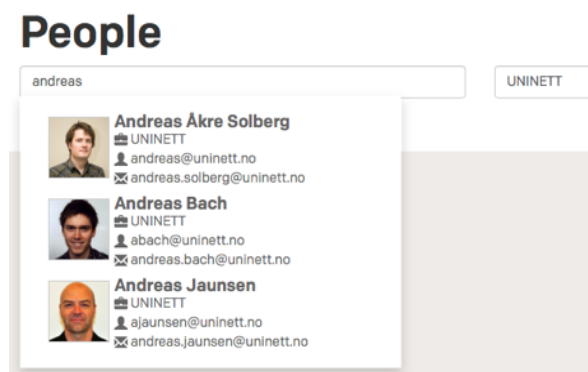 People
andreas
UNINETT
Andreas Åkre Solberg
UNINETT
andreas@uninett.no
andreas.solberg@uninett.no
Andreas Bach
UNINETT
abach@uninett.no
andreas.bach@uninett.no
Andreas Jaunsen
UNINETT
ajaunsen@uninett.no
andreas.jaunsen@uninett.no